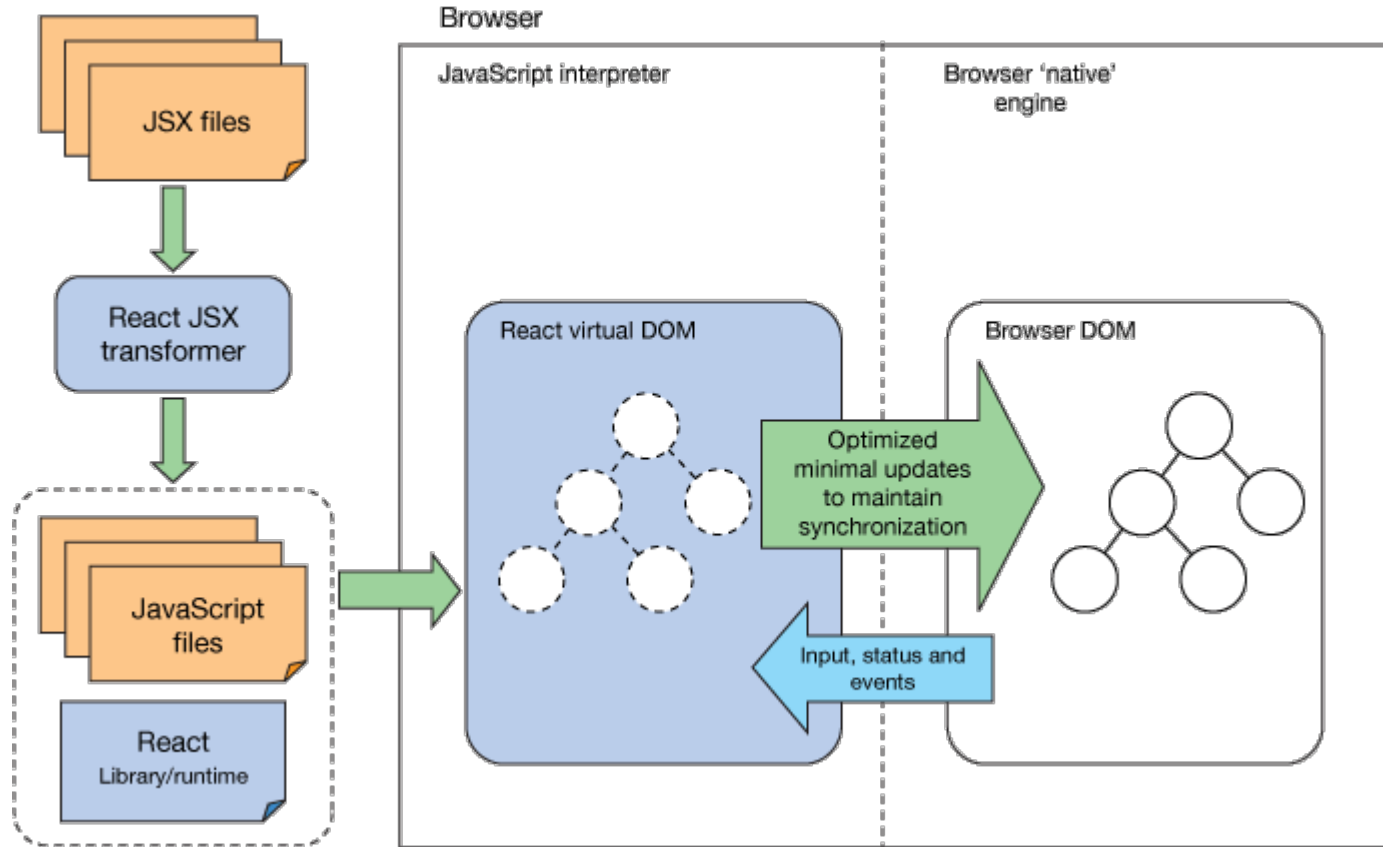 Browser
JSX files
JavaScript interpreter
Browser ‘native’
engine
React JSX
transformer
React virtual DOM
Browser DOM
Optimized
minimal updates
to maintain
synchronization
JavaScript
files
Input, status and
events
React
Library/runtime